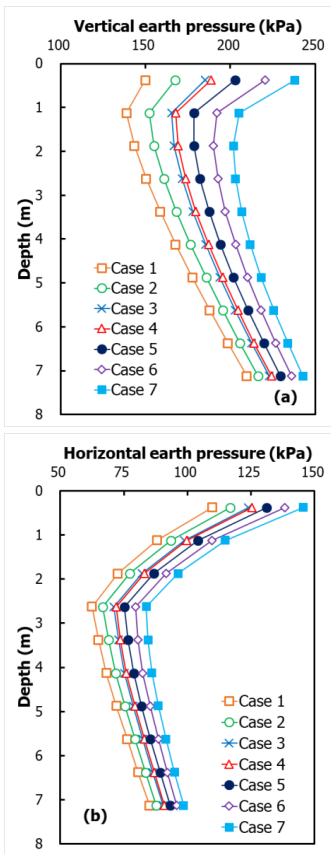 Vertical earth pressure (kPa)
100 150 200 250
0
1
2
3
4
5
6
7
8
Depth (m)
Case 1
Case 2
Case 3
Case 4
Case 5
Case 6
Case 7
(a)
Horizontal earth pressure (kPa)
50 75 100 125 150
0
1
2
3
4
5
6
7
8
Depth (m)
Case 1
Case 2
Case 3
Case 4
Case 5
Case 6
Case 7
(b)